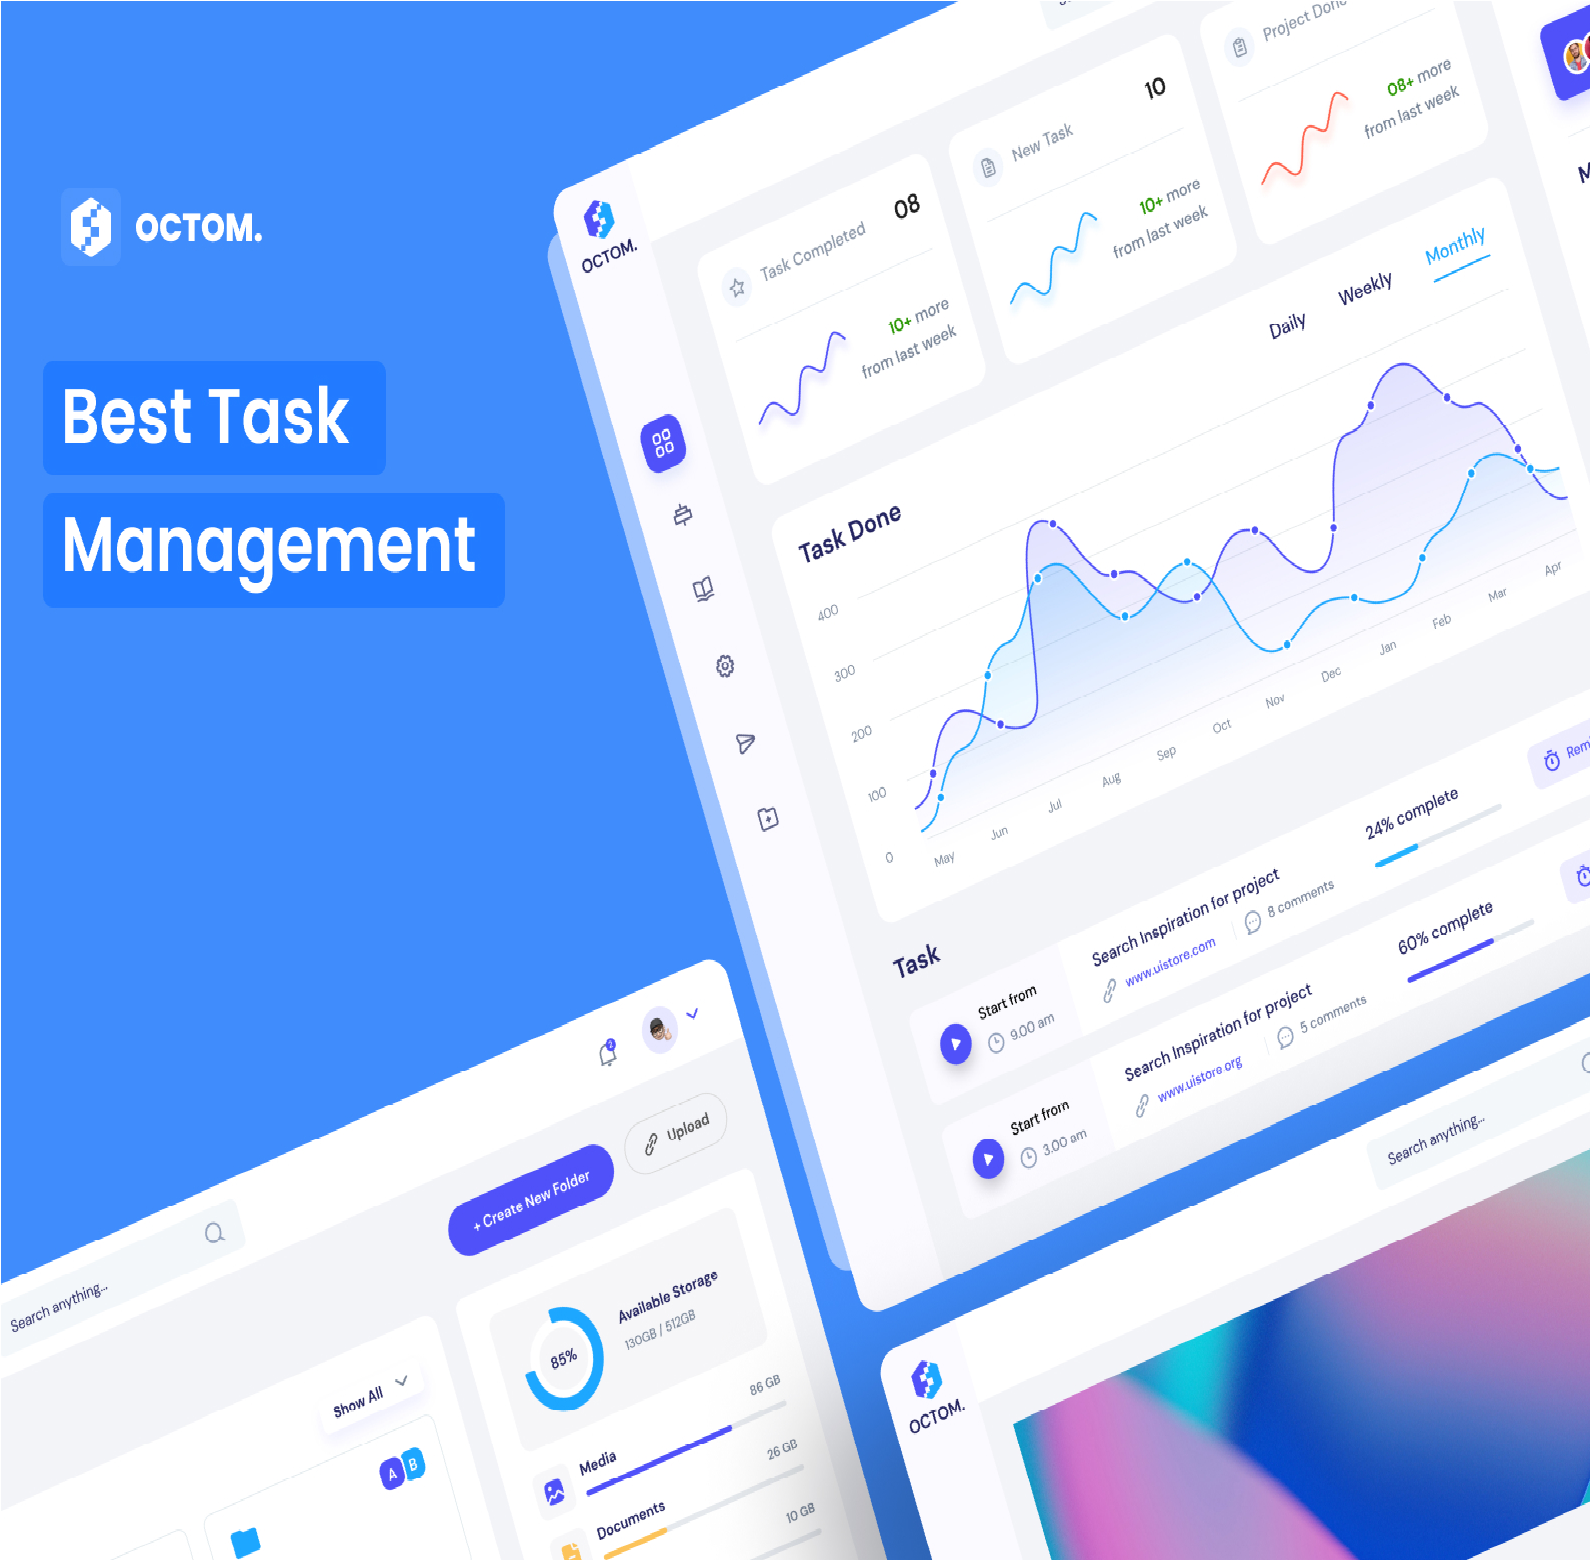 OCTOM.
Best Task
Management
OCTOM.
Task Completed
08
10+ more
from last week
New Task
10
10+ more
from last week
Project Done
08+ more
from last week
Task Done
Daily
Weekly
Monthly
400
300
200
100
0
May
Jun
Jul
Aug
Sep
Oct
Nov
Dec
Jan
Feb
Mar
Apr
Task
Start from
9.00 am
Search Inspiration for project
www.uistore.com
8 comments
24% complete
Start from
3.00 am
Search Inspiration for project
www.uistore.org
5 comments
60% complete
Search anything...
+ Create New Folder
Upload
Show All
A
B
85%
Available Storage
130GB / 512GB
Media
86 GB
Documents
26 GB
10 GB
OCTOM.
Search anything...